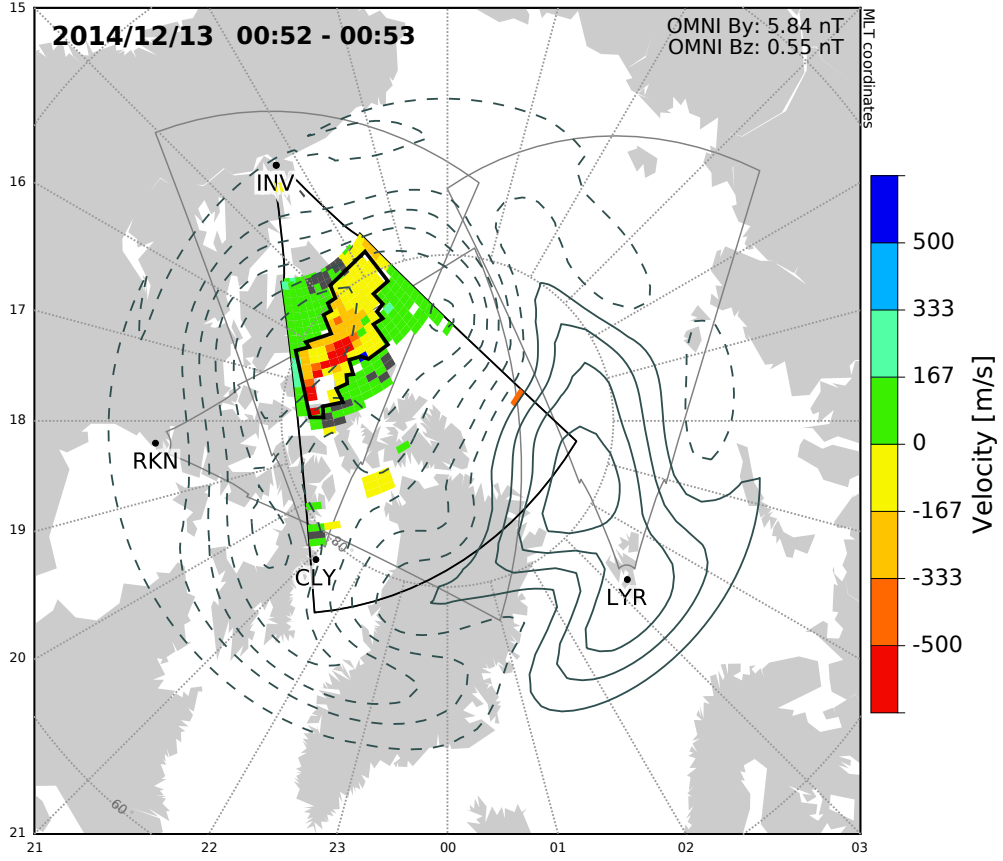 15
2014/12/13 00:52 - 00:53
OMNI By: 5.84 nT
OMNI Bz: 0.55 nT
MLT coordinates
INV
16
500
333
17
167
0
Velocity [m/s]
18
RKN
-167
19
80
CLY
-333
LYR
-500
20
60
21
21
22
23
00
01
02
03